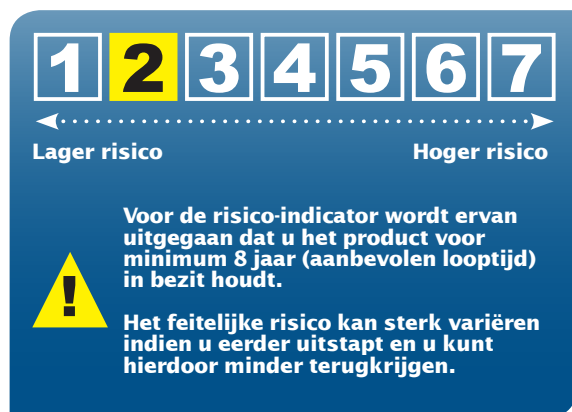 1 2 3 4 5 6 7
Lager risico Hoger risico
Voor de risico-indicator wordt ervan
uitgegaan dat u het product voor
minimum 8 jaar (aanbevolen looptijd)
in bezit houdt.
!
Het feitelijke risico kan sterk variëren
indien u eerder uitstapt en u kunt
hierdoor minder terugkrijgen.